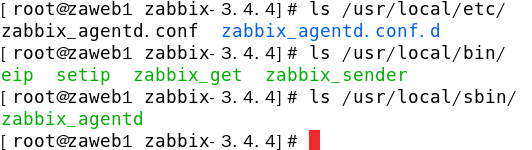 [root@zaweb1 zabbix-3.4.4]# ls /usr/local/etc/
zabbix_agentd.conf  zabbix_agentd.conf.d
[root@zaweb1 zabbix-3.4.4]# ls /usr/local/bin/
eip  setip  zabbix_get  zabbix_sender
[root@zaweb1 zabbix-3.4.4]# ls /usr/local/sbin/
zabbix_agentd
[root@zaweb1 zabbix-3.4.4]#